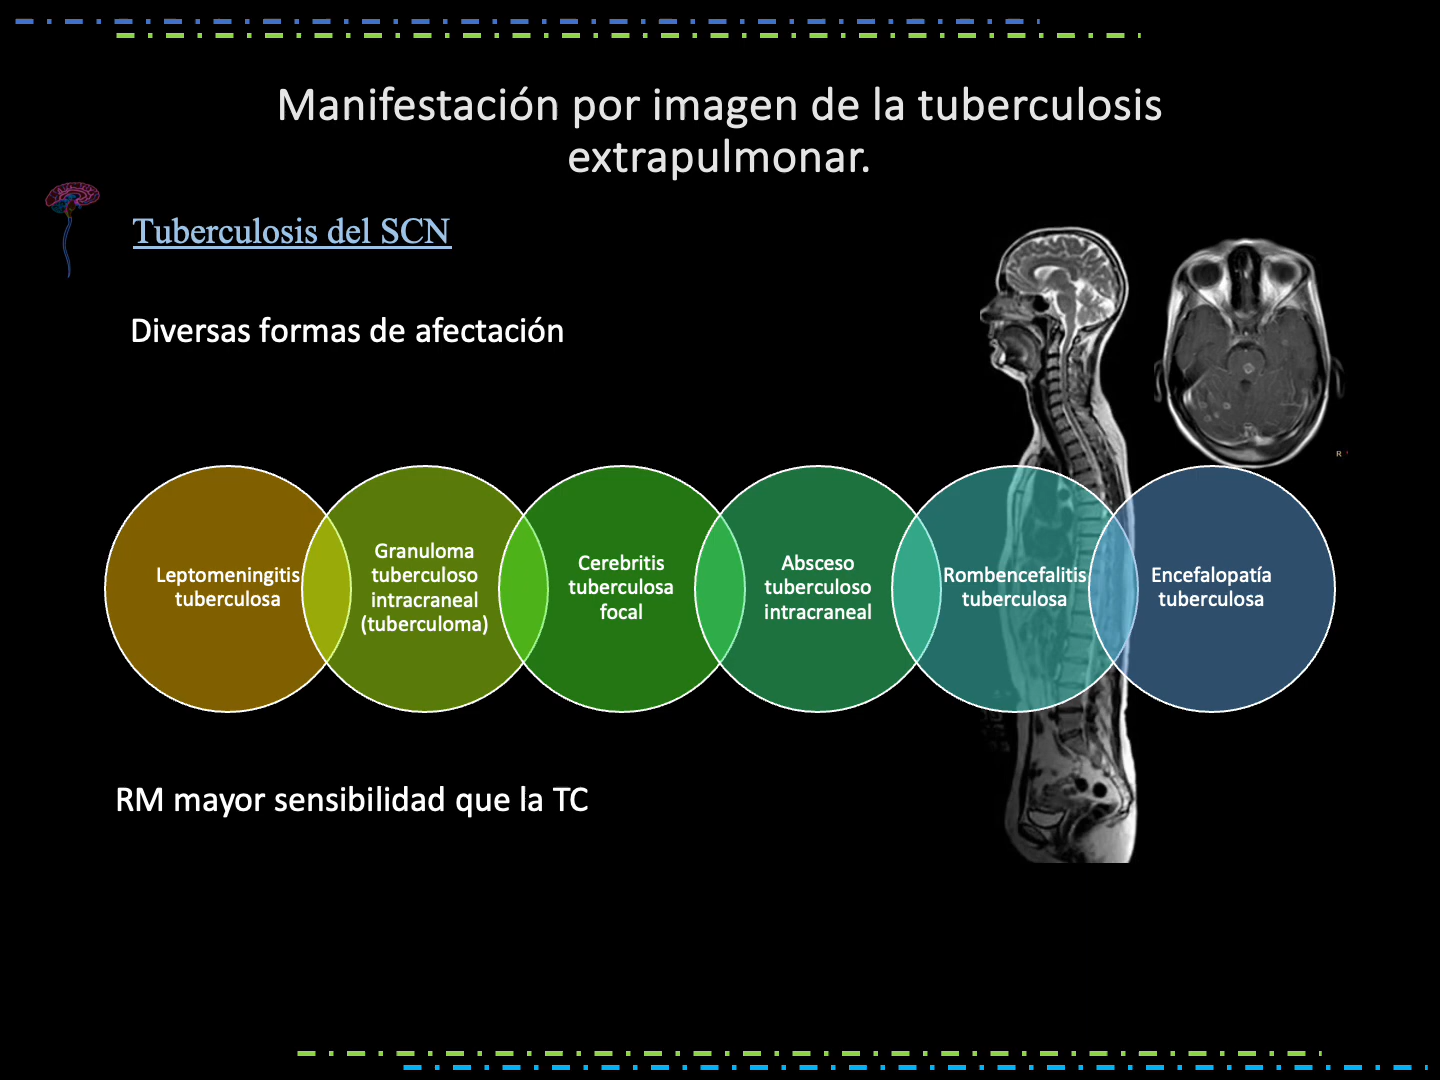 Manifestación por imagen de la tuberculosis
extrapulmonar.
Tuberculosis del SCN
Diversas formas de afectación
Leptomeningitis
tuberculosa
Granuloma
tuberculoso
intracraneal
(tuberculoma)
Cerebritis
tuberculosa
focal
Absceso
tuberculoso
intracraneal
Rombencefalitis
tuberculosa
Encefalopatía
tuberculosa
R
RM mayor sensibilidad que la TC